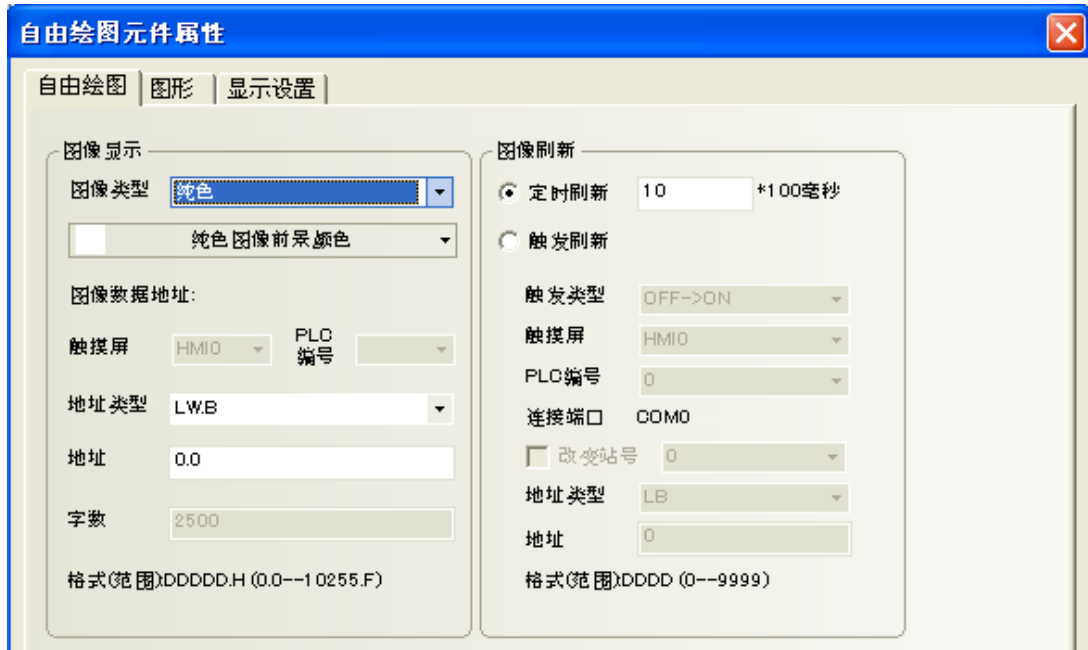 自由绘图元件属性
自由绘图 图形 显示设置
图像显示
图像类型 纯色
纯色图像前景颜色
图像数据地址:
触摸屏 HMI0 PLC编号
地址类型 LW.B
地址 0.0
字数 2500
格式(范围):DDDDD.H (0.0--10255.F)
图像刷新
定时刷新 10 *100毫秒
触发刷新
触发类型 OFF->ON
触摸屏 HMI0
PLC编号 0
连接端口 COM0
改变站号 0
地址类型 LB
地址 0
格式(范围):DDDD (0--9999)